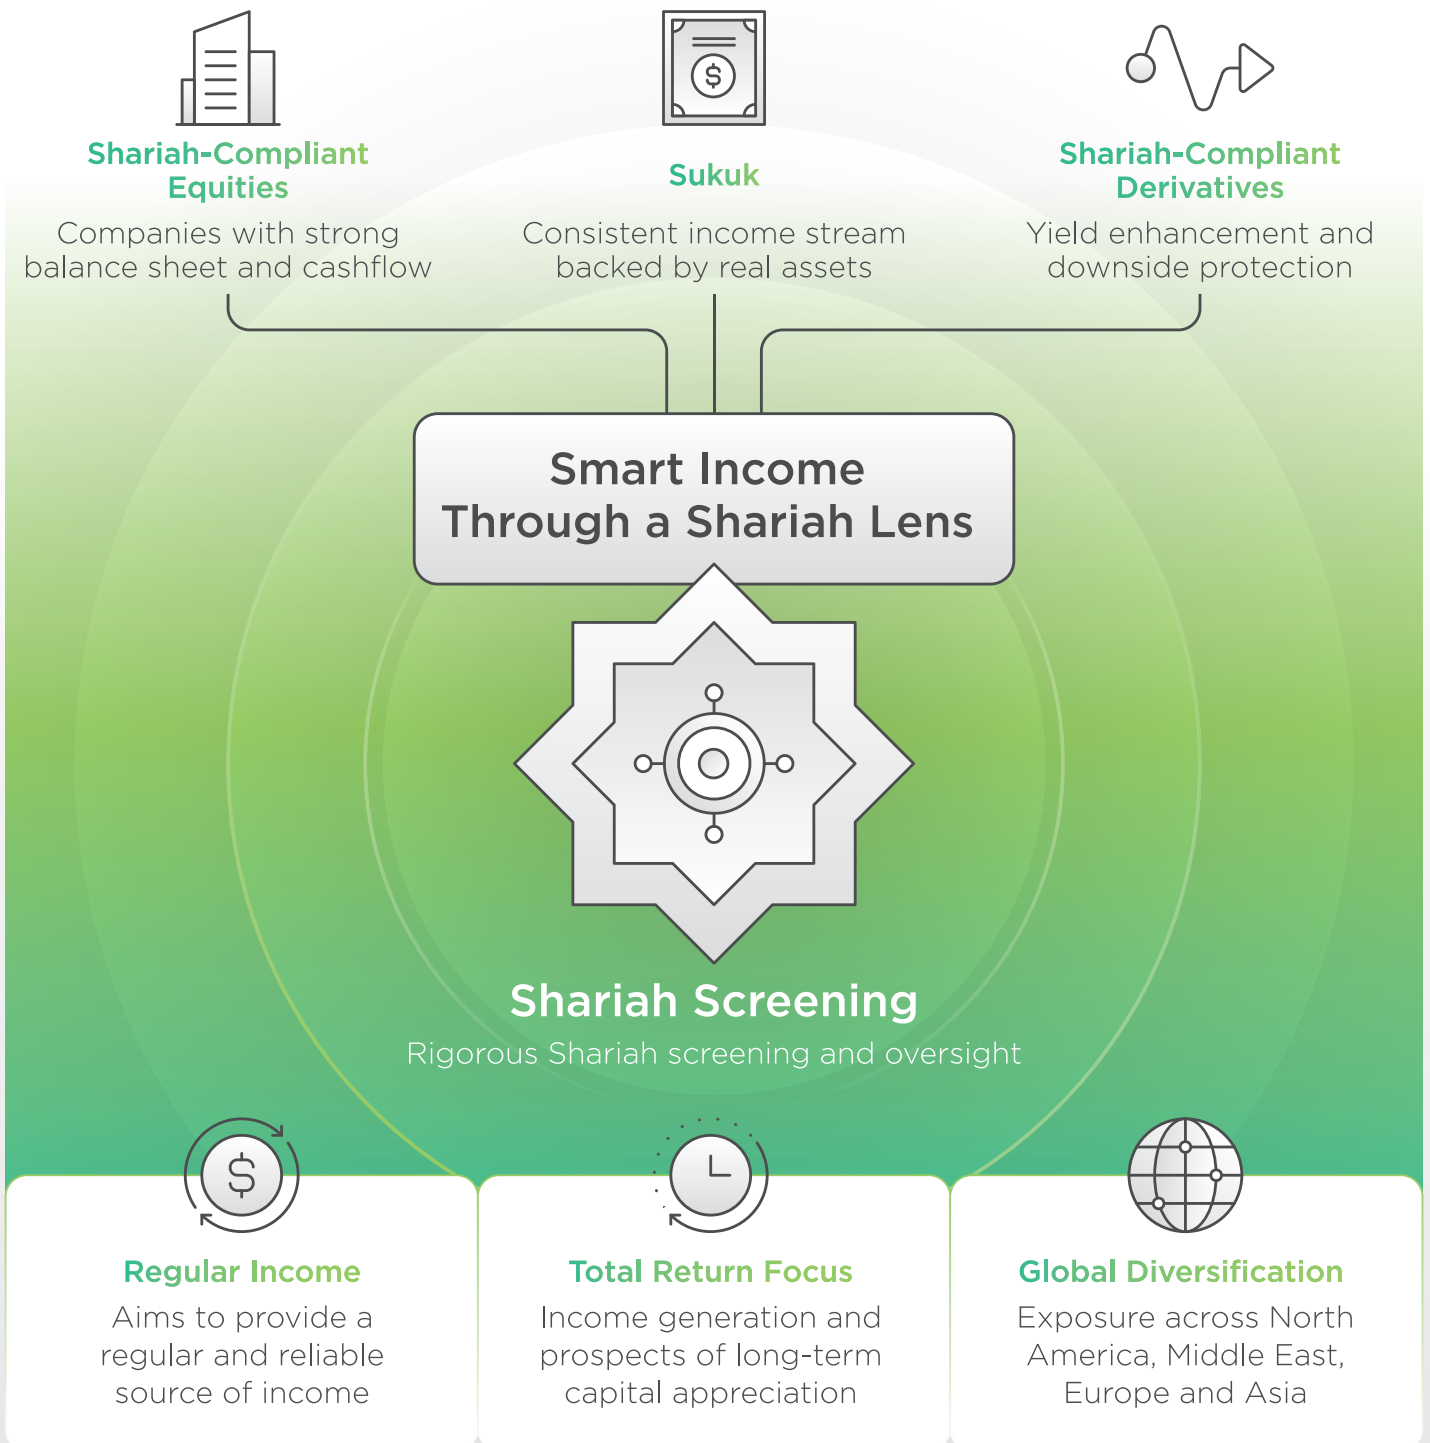 Shariah-Compliant
Equities
Companies with strong
balance sheet and cashflow
$
Sukuk
Consistent income stream
backed by real assets
Shariah-Compliant
Derivatives
Yield enhancement and
downside protection
Smart Income
Through a Shariah Lens
Shariah Screening
Rigorous Shariah screening and oversight
$
Regular Income
Aims to provide a
regular and reliable
source of income
Total Return Focus
Income generation and
prospects of long-term
capital appreciation
Global Diversification
Exposure across North
America, Middle East,
Europe and Asia